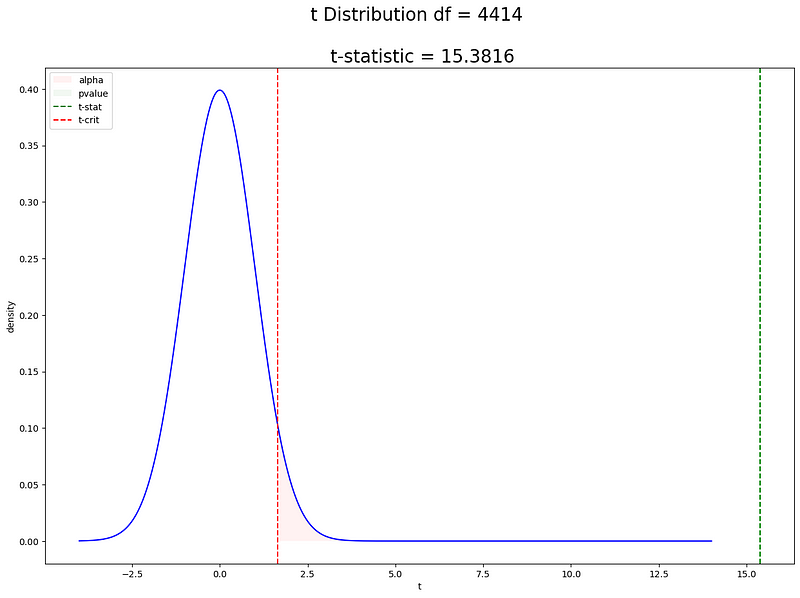 t Distribution df = 4414
t-statistic = 15.3816
alpha
pvalue
t-stat
t-crit
0.40
0.35
0.30
0.25
0.20
0.15
0.10
0.05
0.00
density
−2.5 0.0 2.5 5.0 7.5 10.0 12.5 15.0
t